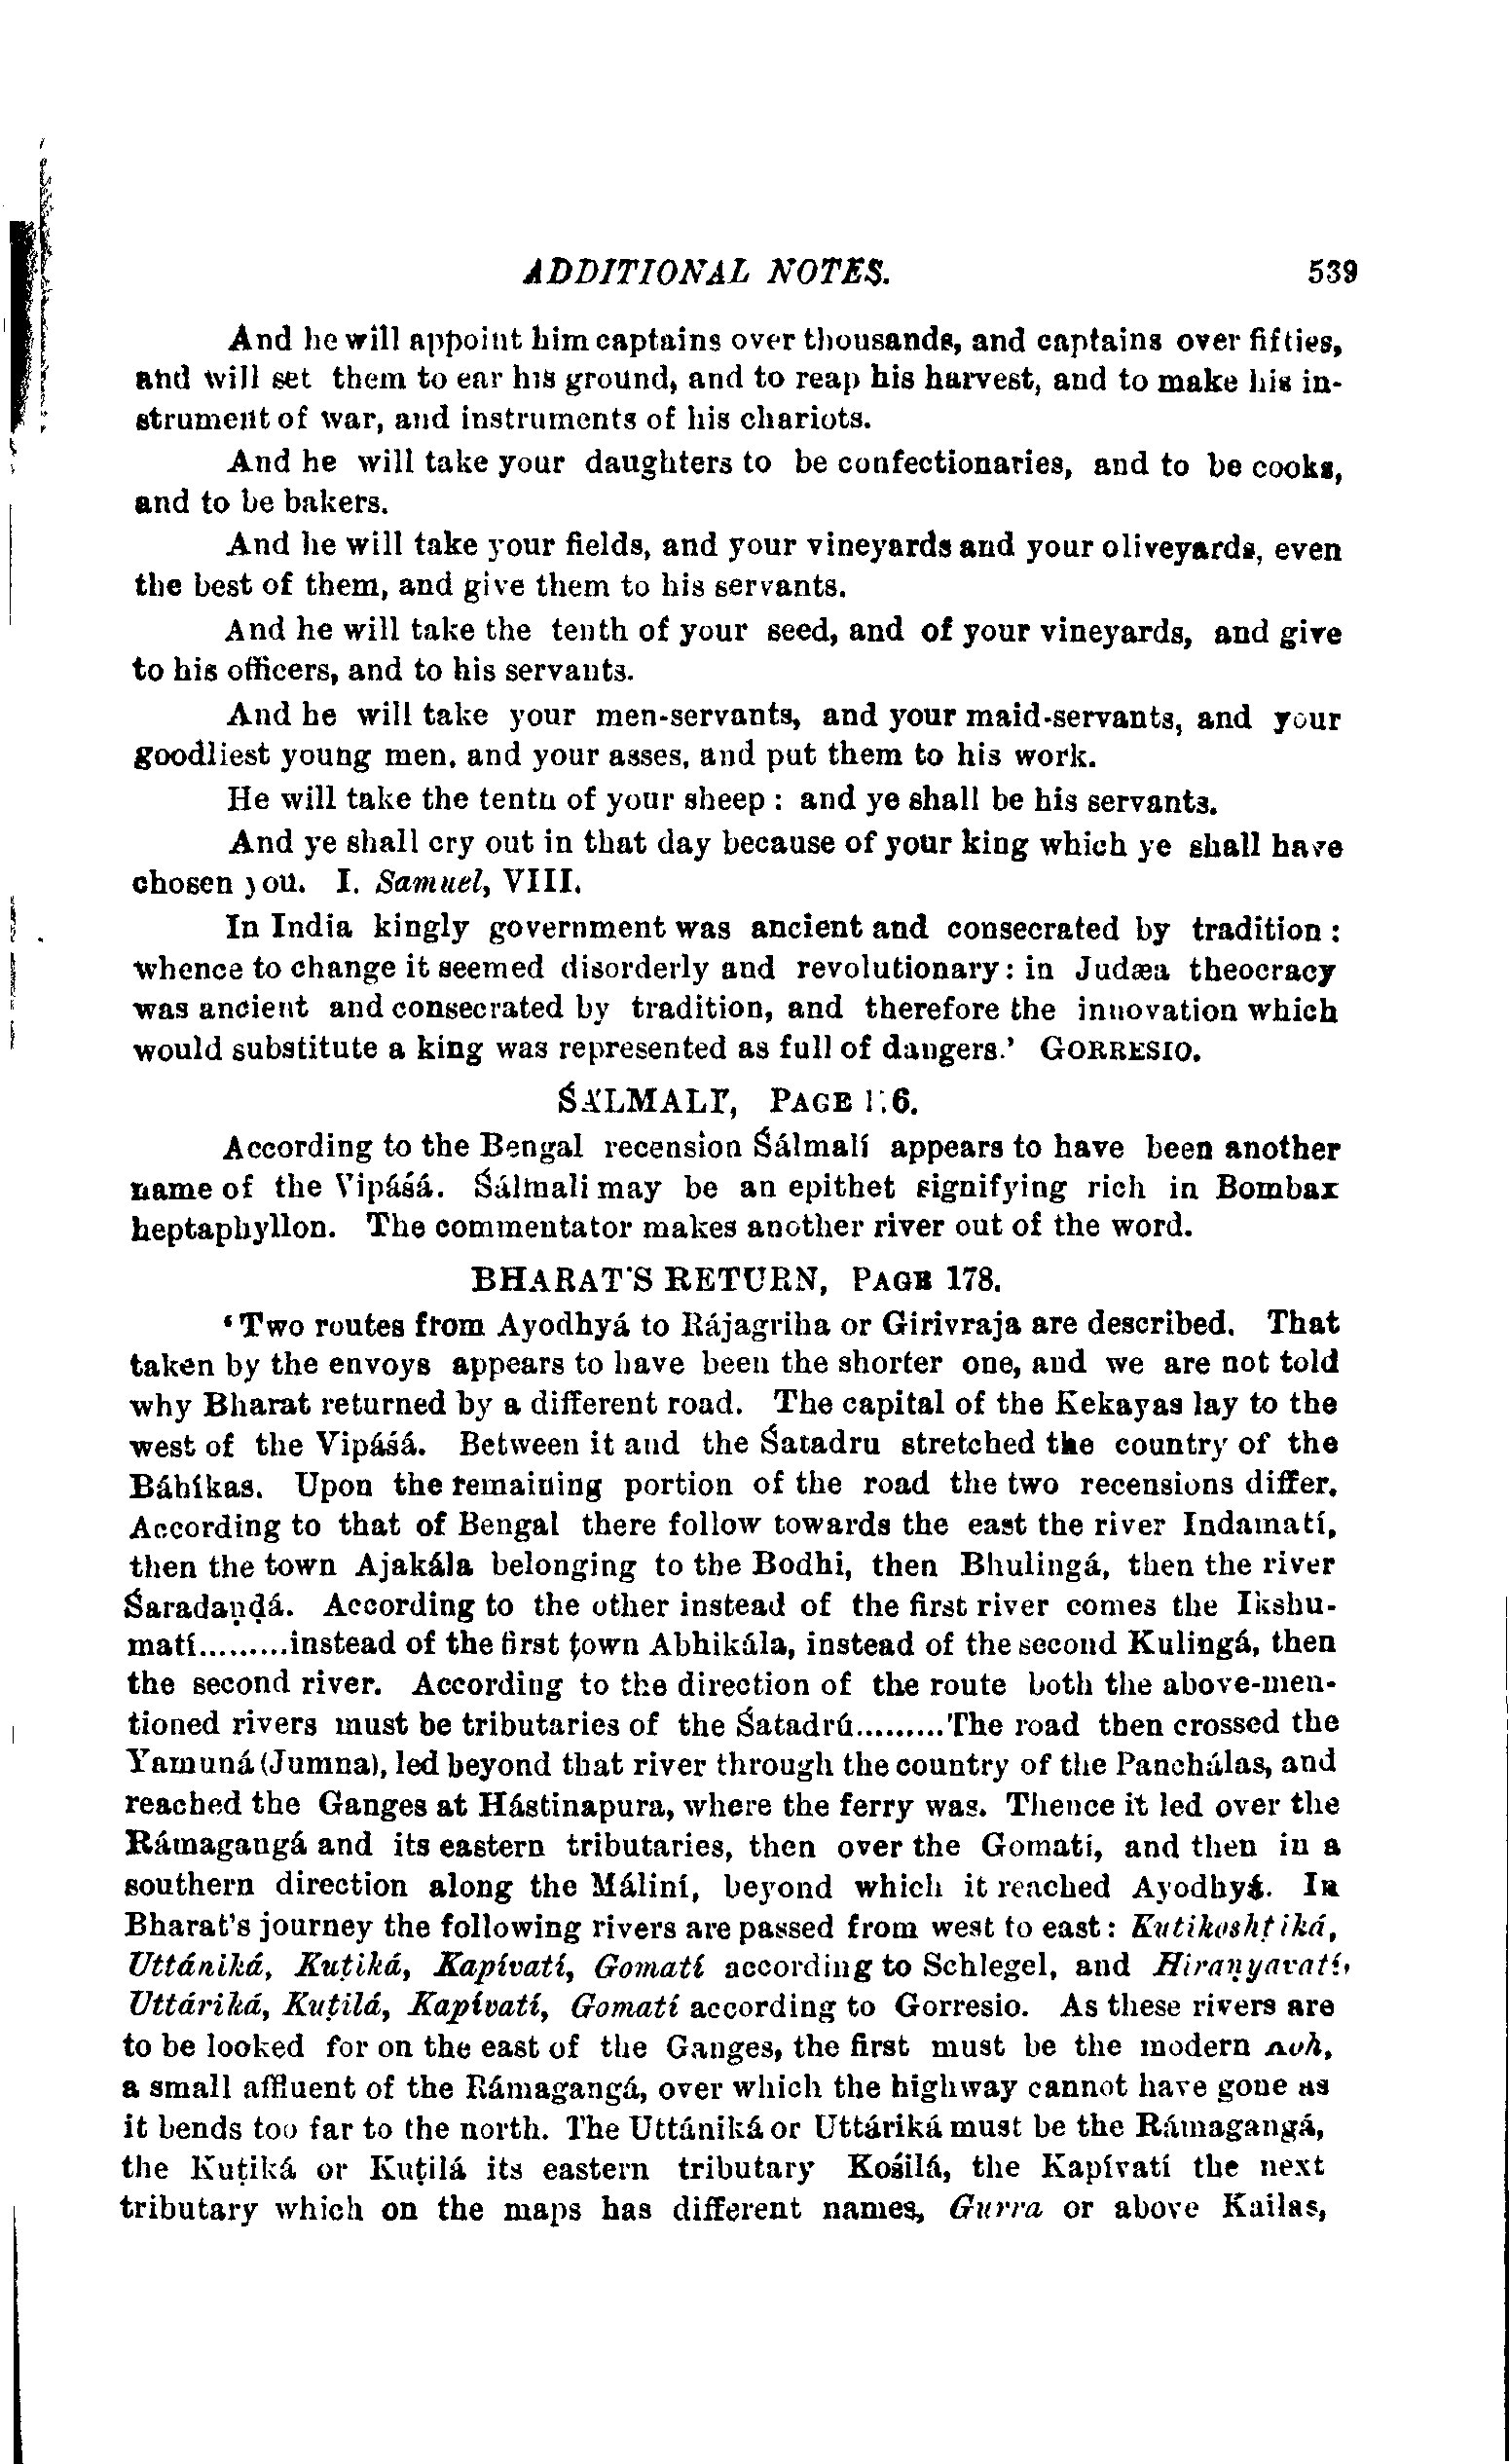 ADDITIONAL NOTES. 539
And he will appoint him captains over thousands, and captains over fifties,
and will set them to ear his ground, and to reap his harvest, and to make his in-
strument of war, and instruments of his chariots.
And he will take your daughters to be confectionaries, and to be cooks,
and to be bakers.
And he will take your fields, and your vineyards and your oliveyards, even
the best of them, and give them to his servants.
And he will take the tenth of your seed, and of your vineyards, and give
to his officers, and to his servants.
And he will take your men-servants, and your maid-servants, and your
goodliest young men, and your asses, and put them to his work.
He will take the tenth of your sheep : and ye shall be his servants.
And ye shall cry out in that day because of your king which ye shall have
chosen you. I. Samuel, VIII.
In India kingly government was ancient and consecrated by tradition :
whence to change it seemed disorderly and revolutionary: in Judæa theocracy
was ancient and consecrated by tradition, and therefore the innovation which
would substitute a king was represented as full of dangers.' GORRESIO.
ŚÁLMALÍ, PAGE
According to the Bengal recension Śálmalí appears to have been another
name of the Vipáśá. Śálmali may be an epithet signifying rich in Bombax
heptaphyllon. The commentator makes another river out of the word.
BHARAT'S RETURN, PAGE 178.
‘Two routes from Ayodhyá to Rájagriha or Girivraja are described. That
taken by the envoys appears to have been the shorter one, and we are not told
why Bharat returned by a different road. The capital of the Kekayas lay to the
west of the Vipáśá. Between it and the Śatadru stretched the country of the
Báhíkas. Upon the remaining portion of the road the two recensions differ.
According to that of Bengal there follow towards the east the river Indamatí,
then the town Ajakála belonging to the Bodhi, then Bhulingá, then the river
Śaradaṇḍá. According to the other instead of the first river comes the Ikshu-
matí.........instead of the first town Abhikála, instead of the second Kulingá, then
the second river. According to the direction of the route both the above-men-
tioned rivers must be tributaries of the Śatadrú.........The road then crossed the
Yamuná (Jumna), led beyond that river through the country of the Panchálas, and
reached the Ganges at Hástinapura, where the ferry was. Thence it led over the
Rámagangá and its eastern tributaries, then over the Gomati, and then in a
southern direction along the Málíní, beyond which it reached Ayodhyá. In
Bharat's journey the following rivers are passed from west to east: Kutikoshṭiká,
Uttániká, Kuṭiká, Kapívatí, Gomatí according to Schlegel, and Hiraṇyavatí,
Uttáriká, Kuṭilá, Kapívatí, Gomatí according to Gorresio. As these rivers are
to be looked for on the east of the Ganges, the first must be the modern
a small affluent of the Rámagangá, over which the highway cannot have gone as
it bends too far to the north. The Uttániká or Uttáriká must be the Rámagangá,
the Kuṭiká or Kuṭilá its eastern tributary Kośilá, the Kapívatí the next
tributary which on the maps has different names, Gurra or above Kailas,